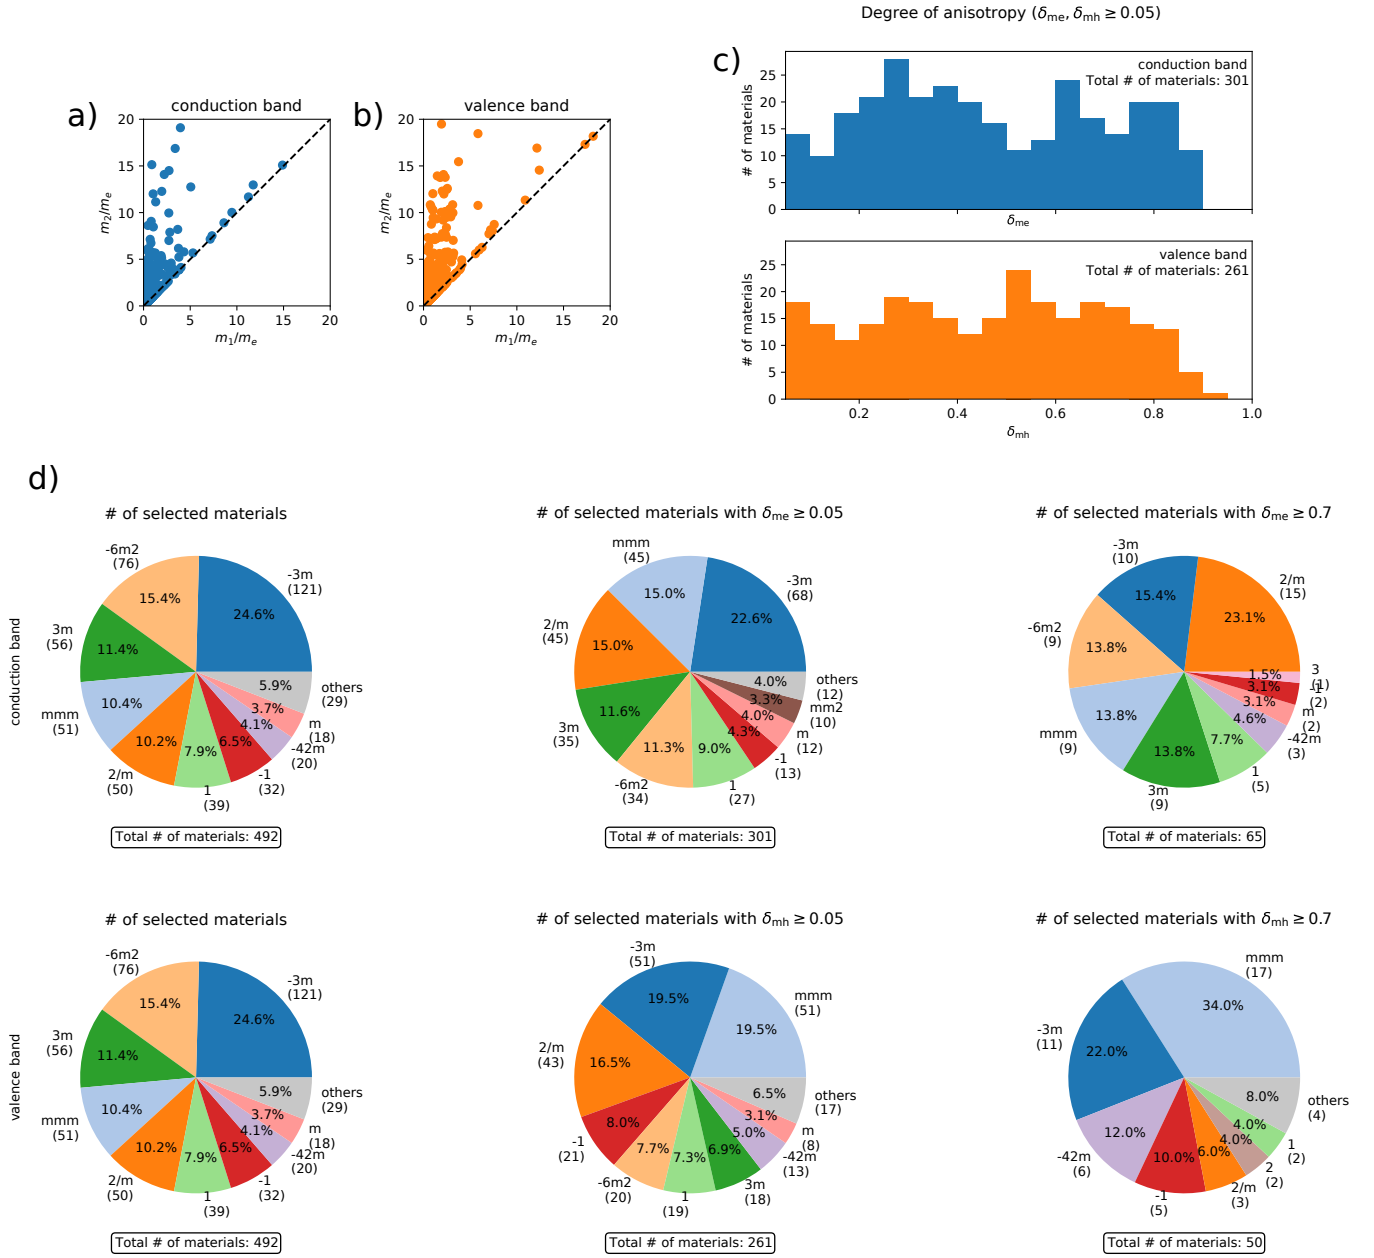 Degree of anisotropy (δme, δmh ≥ 0.05)
a)
conduction band
20
15
10
5
0
m2/me
0 5 10 15 20
m1/me
b)
valence band
20
15
10
5
0
m2/me
0 5 10 15 20
m1/me
c)
conduction band
Total # of materials: 301
25
20
15
10
5
0
# of materials
δme
valence band
Total # of materials: 261
25
20
15
10
5
0
# of materials
0.2 0.4 0.6 0.8 1.0
δmh
d)
conduction band
# of selected materials
-3m
(121)
24.6%
-6m2
(76)
15.4%
3m
(56)
11.4%
mmm
(51)
10.4%
2/m
(50)
10.2%
1
(39)
7.9%
-1
(32)
6.5%
-42m
(20)
4.1%
m
(18)
3.7%
others
(29)
5.9%
Total # of materials: 492
# of selected materials with δme ≥ 0.05
-3m
(68)
22.6%
mmm
(45)
15.0%
2/m
(45)
15.0%
3m
(35)
11.6%
-6m2
(34)
11.3%
1
(27)
9.0%
-1
(13)
4.3%
m
(12)
4.0%
mm2
(10)
3.3%
others
(12)
4.0%
Total # of materials: 301
# of selected materials with δme ≥ 0.7
2/m
(15)
23.1%
-3m
(10)
15.4%
-6m2
(9)
13.8%
mmm
(9)
13.8%
3m
(9)
13.8%
1
(5)
7.7%
-42m
(3)
4.6%
m
(2)
3.1%
-1
(2)
3.1%
3
(1)
1.5%
Total # of materials: 65
valence band
# of selected materials
-3m
(121)
24.6%
-6m2
(76)
15.4%
3m
(56)
11.4%
mmm
(51)
10.4%
2/m
(50)
10.2%
1
(39)
7.9%
-1
(32)
6.5%
-42m
(20)
4.1%
m
(18)
3.7%
others
(29)
5.9%
Total # of materials: 492
# of selected materials with δmh ≥ 0.05
mmm
(51)
19.5%
-3m
(51)
19.5%
2/m
(43)
16.5%
-1
(21)
8.0%
-6m2
(20)
7.7%
1
(19)
7.3%
3m
(18)
6.9%
-42m
(13)
5.0%
m
(8)
3.1%
others
(17)
6.5%
Total # of materials: 261
# of selected materials with δmh ≥ 0.7
mmm
(17)
34.0%
-3m
(11)
22.0%
-42m
(6)
12.0%
-1
(5)
10.0%
2/m
(3)
6.0%
2
(2)
4.0%
1
(2)
4.0%
others
(4)
8.0%
Total # of materials: 50